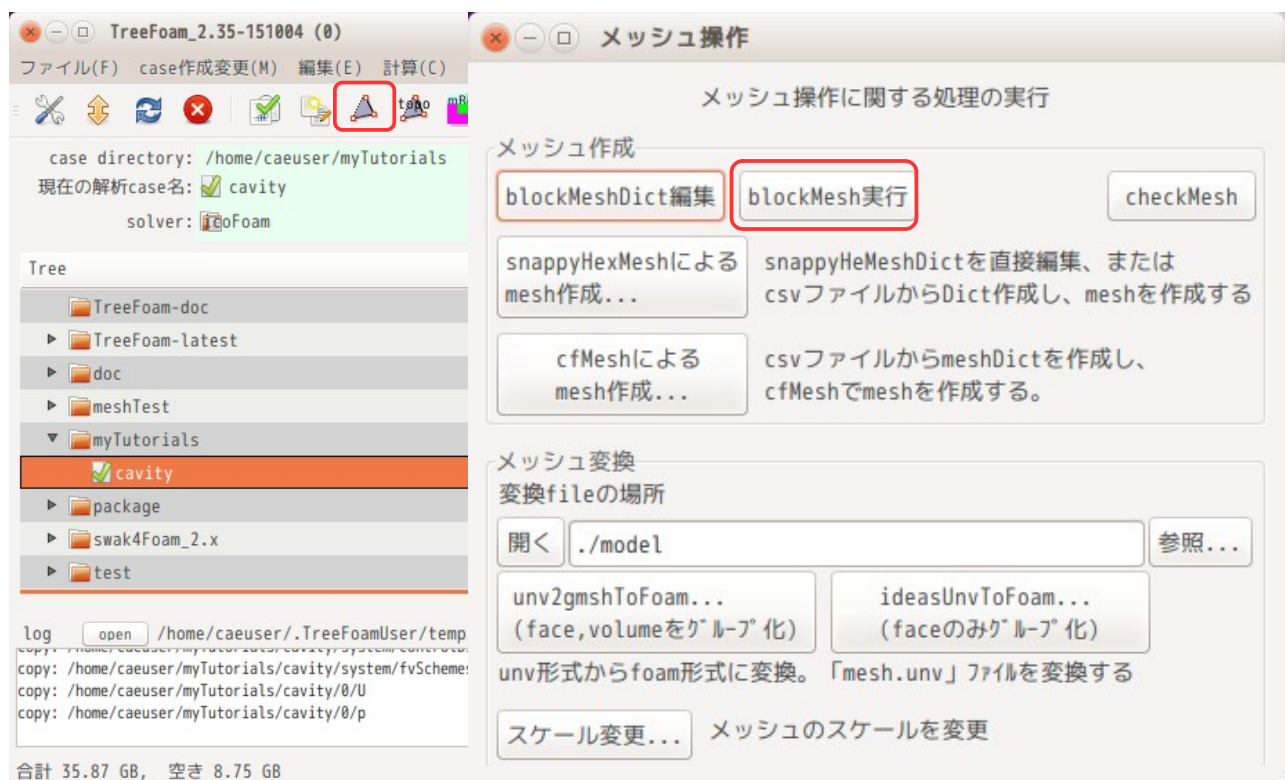 TreeFoam_2.35-151004 (0)
ファイル(F) case作成変更(M) 編集(E) 計算(C)
case directory: /home/caeuser/myTutorials
現在の解析case名: cavity
solver: icoFoam
Tree
TreeFoam-doc
TreeFoam-latest
doc
meshTest
myTutorials
cavity
package
swak4Foam_2.x
test
log open /home/caeuser/.TreeFoamUser/temp
copy: /home/caeuser/myTutorials/cavity/system/fvScheme
copy: /home/caeuser/myTutorials/cavity/0/U
copy: /home/caeuser/myTutorials/cavity/0/p
合計 35.87 GB, 空き 8.75 GB
メッシュ操作
メッシュ操作に関する処理の実行
メッシュ作成
blockMeshDict編集 blockMesh実行 checkMesh
snappyHexMeshによる
mesh作成...
snappyHeMeshDictを直接編集、または
csvファイルからDict作成し、meshを作成する
cfMeshによる
mesh作成...
csvファイルからmeshDictを作成し、
cfMeshでmeshを作成する。
メッシュ変換
変換fileの場所
開く ./model 参照...
unv2gmshToFoam...
(face,volumeをグループ化)
ideasUnvToFoam...
(faceのみグループ化)
unv形式からfoam形式に変換。「mesh.unv」ファイルを変換する
スケール変更... メッシュのスケールを変更